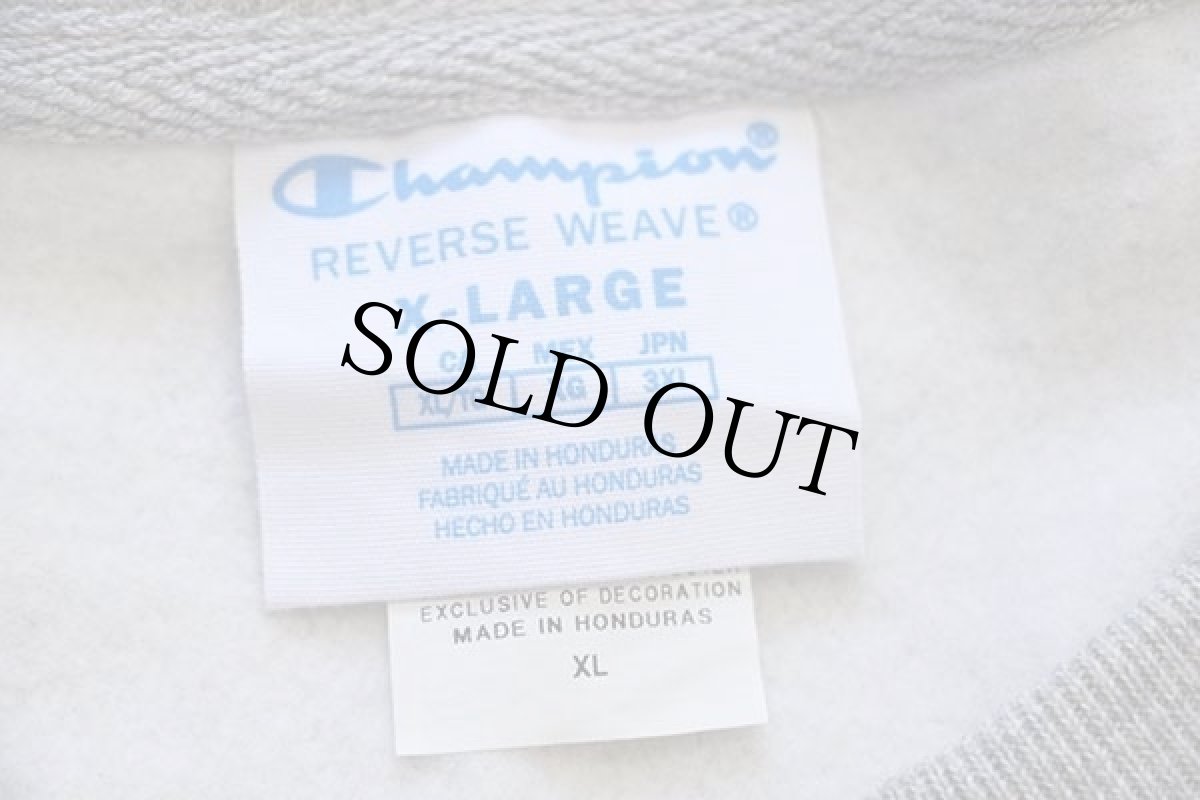 Champion®
REVERSE WEAVE®
X-LARGE
MEX JPN
3XL
SOLD OUT
MADE IN HONDURAS
FABRIQUÉ AU HONDURAS
HECHO EN HONDURAS
EXCLUSIVE OF DECORATION
MADE IN HONDURAS
XL